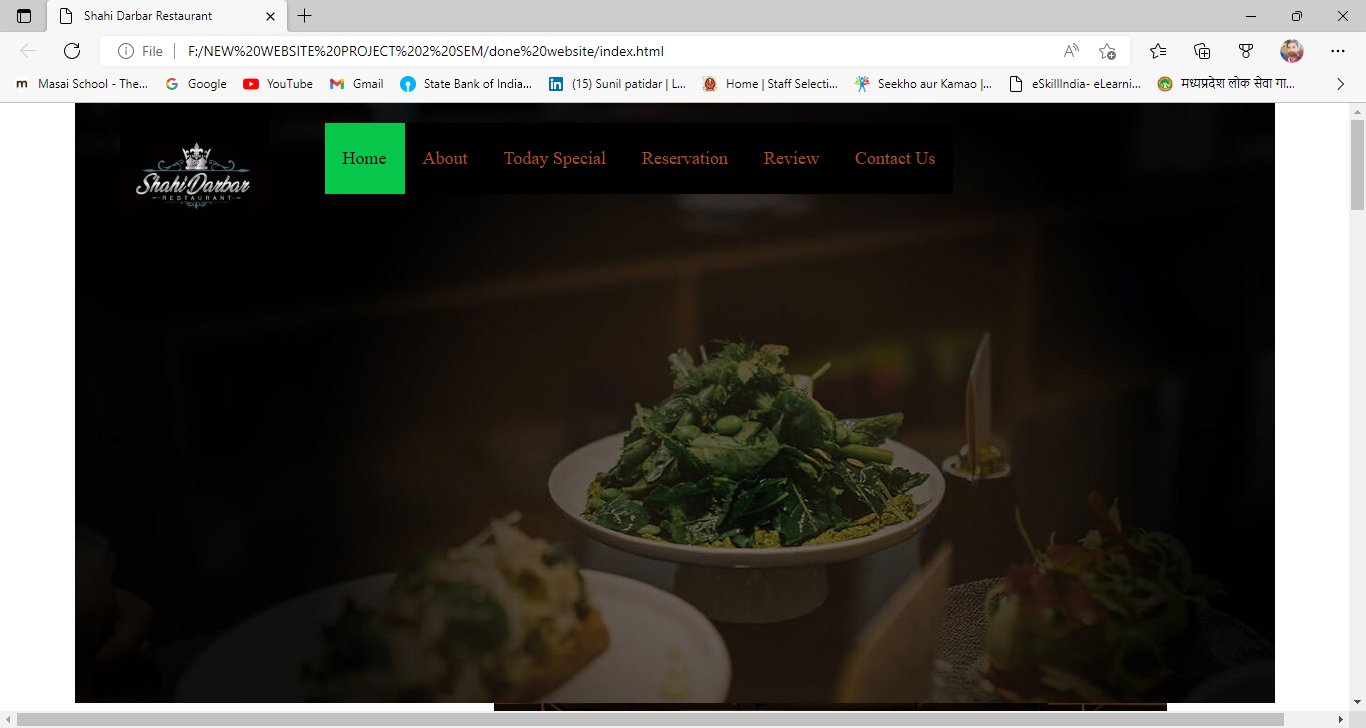 Shahi Darbar Restaurant
File F:/NEW%20WEBSITE%20PROJECT%202%20SEM/done%20website/index.html
m Masai School - The... Google YouTube Gmail State Bank of India... (15) Sunil patidar | L... Home | Staff Selecti... Seekho aur Kamao |... eSkillIndia- eLearni... मध्यप्रदेश लोक सेवा गा...
Home About Today Special Reservation Review Contact Us
Shahi Darbar
RESTAURANT